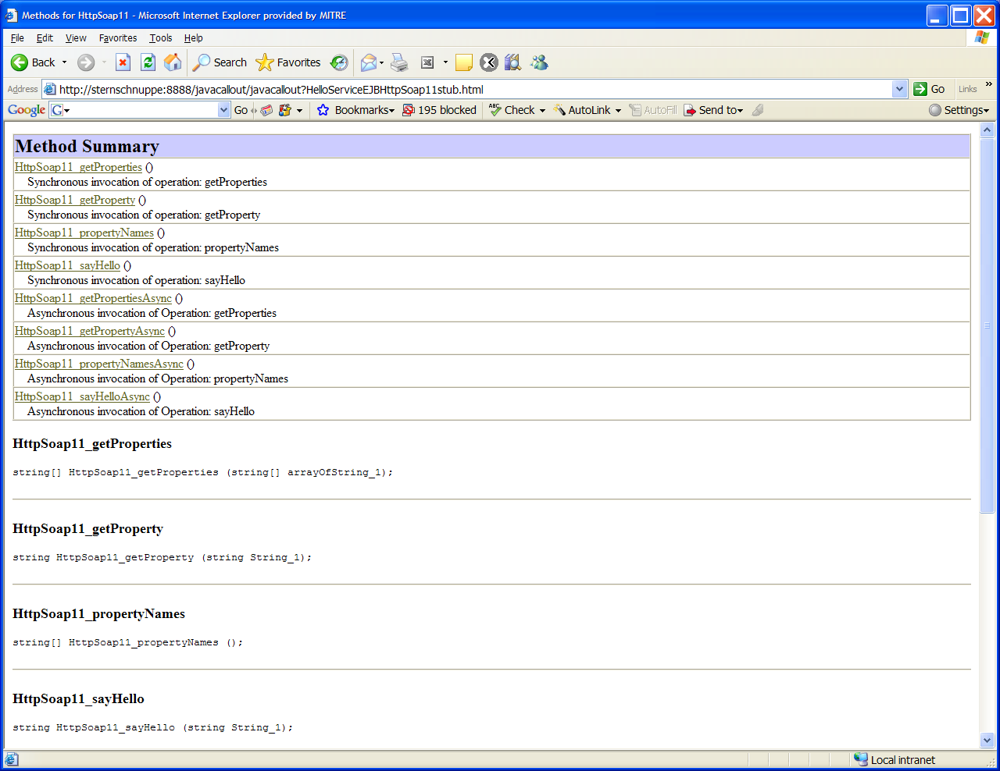 Methods for HttpSoap11 - Microsoft Internet Explorer provided by MITRE
File Edit View Favorites Tools Help
Back Search Favorites
Address http://sternschnuppe:8888/javacallout/javacallout?HelloServiceEJBHttpSoap11stub.html Go Links »
Google G Go Bookmarks 195 blocked ABC Check AutoLink AutoFill Send to Settings
Method Summary
HttpSoap11_getProperties ()
Synchronous invocation of operation: getProperties
HttpSoap11_getProperty ()
Synchronous invocation of operation: getProperty
HttpSoap11_propertyNames ()
Synchronous invocation of operation: propertyNames
HttpSoap11_sayHello ()
Synchronous invocation of operation: sayHello
HttpSoap11_getPropertiesAsync ()
Asynchronous invocation of Operation: getProperties
HttpSoap11_getPropertyAsync ()
Asynchronous invocation of Operation: getProperty
HttpSoap11_propertyNamesAsync ()
Asynchronous invocation of Operation: propertyNames
HttpSoap11_sayHelloAsync ()
Asynchronous invocation of Operation: sayHello
HttpSoap11_getProperties
string[] HttpSoap11_getProperties (string[] arrayOfString_1);
HttpSoap11_getProperty
string HttpSoap11_getProperty (string String_1);
HttpSoap11_propertyNames
string[] HttpSoap11_propertyNames ();
HttpSoap11_sayHello
string HttpSoap11_sayHello (string String_1);
Local intranet